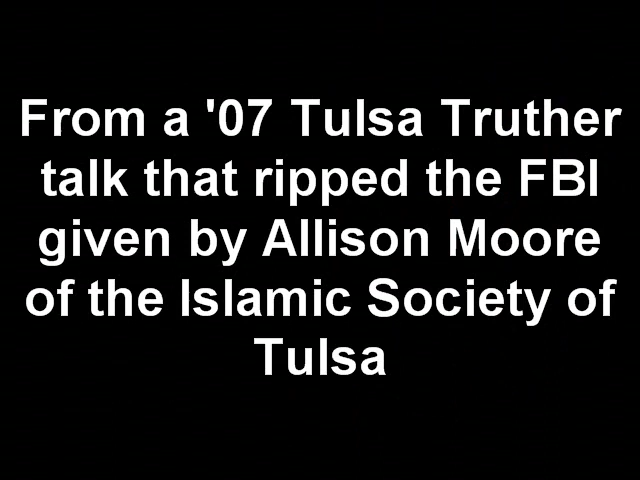 From a '07 Tulsa Truther
talk that ripped the FBI
given by Allison Moore
of the Islamic Society of
Tulsa